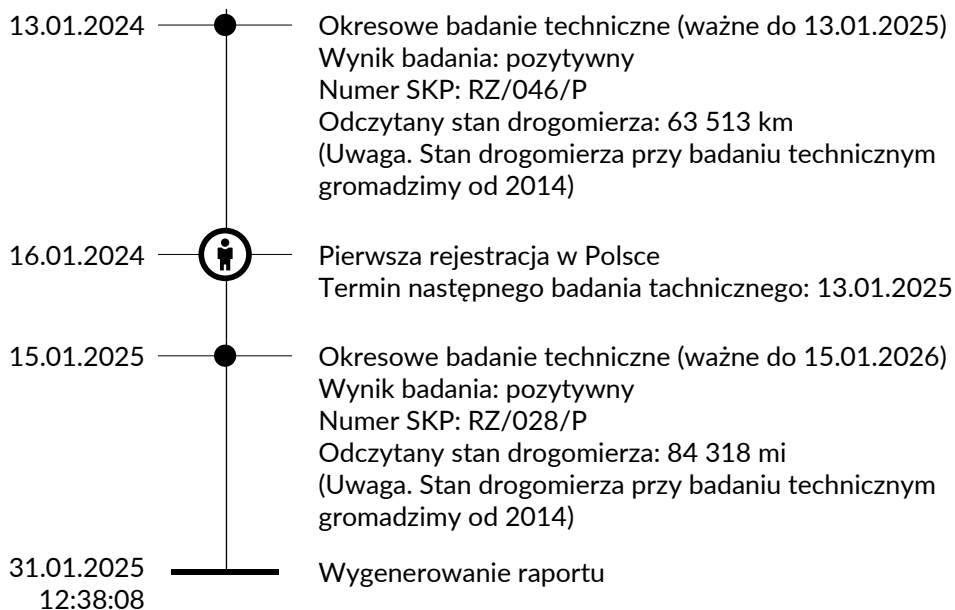 13.01.2024
Okresowe badanie techniczne (ważne do 13.01.2025)
Wynik badania: pozytywny
Numer SKP: RZ/046/P
Odczytany stan drogomierza: 63 513 km
(Uwaga. Stan drogomierza przy badaniu technicznym
gromadzimy od 2014)
16.01.2024
Pierwsza rejestracja w Polsce
Termin następnego badania tachnicznego: 13.01.2025
15.01.2025
Okresowe badanie techniczne (ważne do 15.01.2026)
Wynik badania: pozytywny
Numer SKP: RZ/028/P
Odczytany stan drogomierza: 84 318 mi
(Uwaga. Stan drogomierza przy badaniu technicznym
gromadzimy od 2014)
31.01.2025
12:38:08
Wygenerowanie raportu